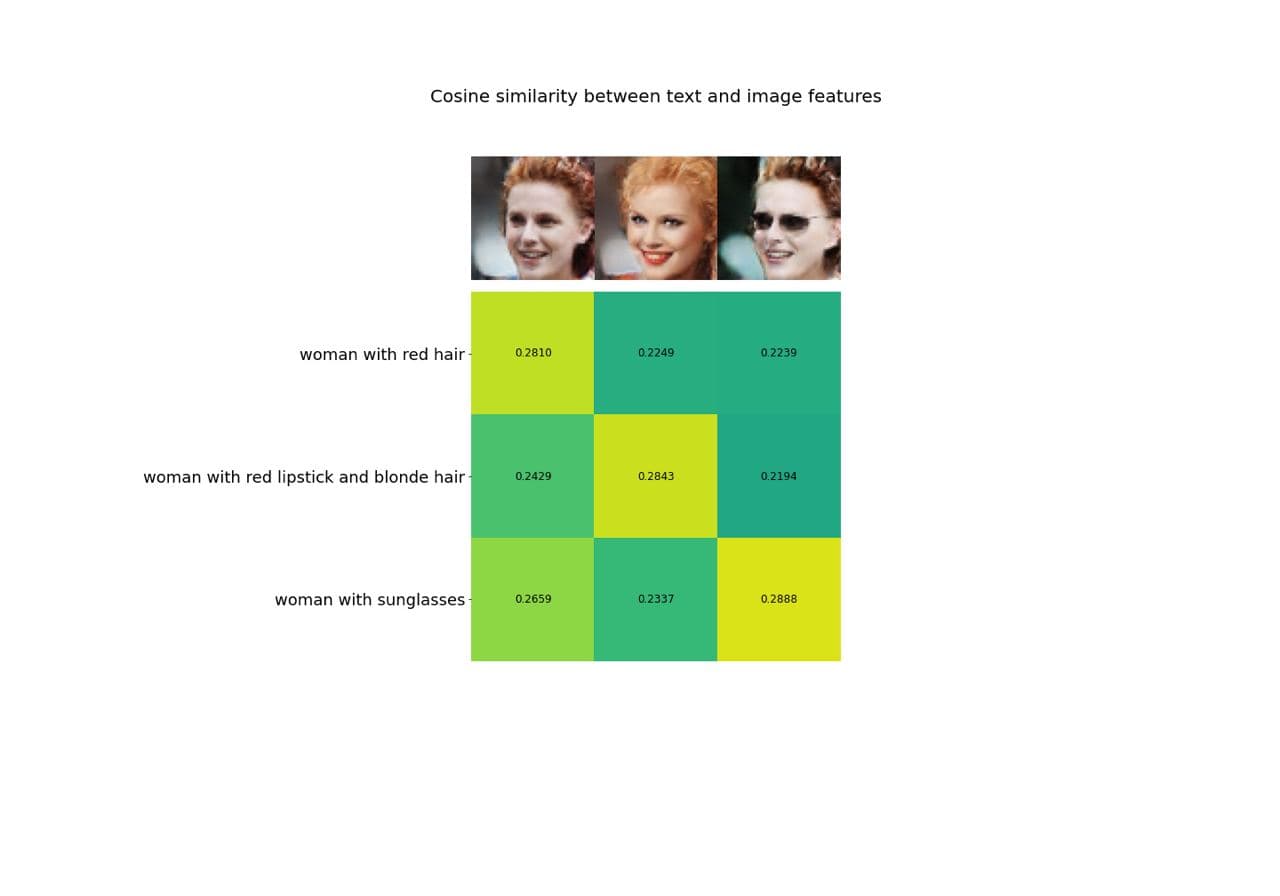 Cosine similarity between text and image features
woman with red hair
0.2810 0.2249 0.2239
woman with red lipstick and blonde hair
0.2429 0.2843 0.2194
woman with sunglasses
0.2659 0.2337 0.2888